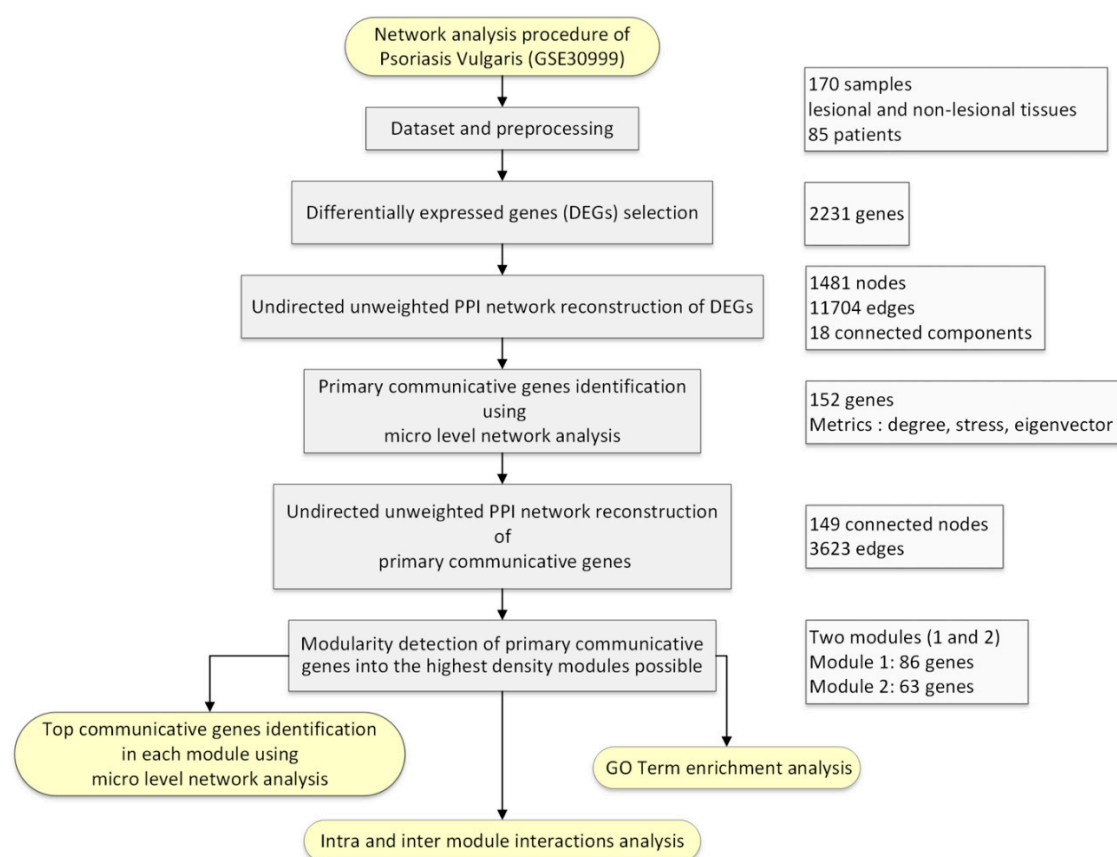 Network analysis procedure of
Psoriasis Vulgaris (GSE30999)
Dataset and preprocessing
170 samples
lesional and non-lesional tissues
85 patients
Differentially expressed genes (DEGs) selection
2231 genes
Undirected unweighted PPI network reconstruction of DEGs
1481 nodes
11704 edges
18 connected components
Primary communicative genes identification
using
micro level network analysis
152 genes
Metrics : degree, stress, eigenvector
Undirected unweighted PPI network reconstruction
of
primary communicative genes
149 connected nodes
3623 edges
Modularity detection of primary communicative
genes into the highest density modules possible
Two modules (1 and 2)
Module 1: 86 genes
Module 2: 63 genes
Top communicative genes identification
in each module using
micro level network analysis
GO Term enrichment analysis
Intra and inter module interactions analysis